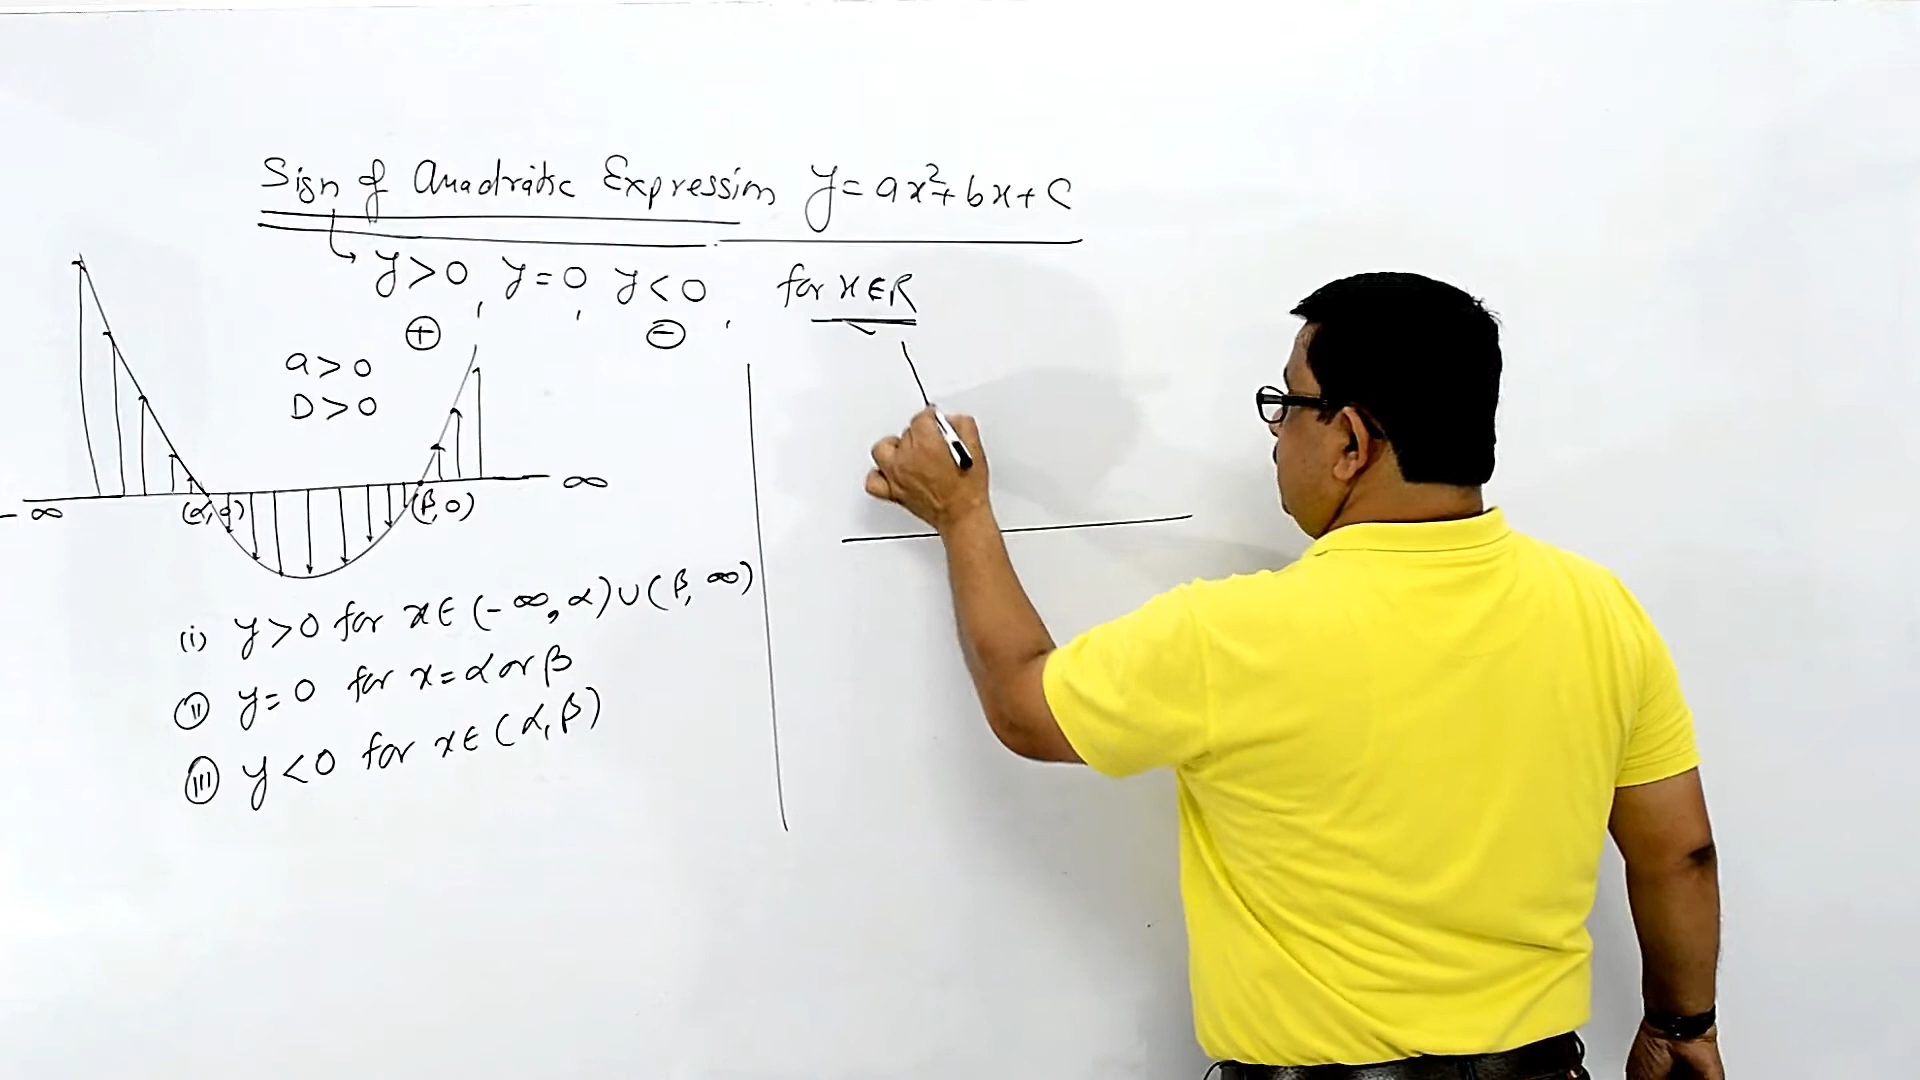 Sign of Quadratic Expression y = ax²+bx+c
y>0, y=0, y<0, for x∈R
⊕ ⊖
a>0
D>0
-∞ (α,0) (β,0) ∞
(i) y>0 for x∈(-∞,α)∪(β,∞)
(ii) y=0 for x=α or β
(iii) y<0 for x∈(α,β)